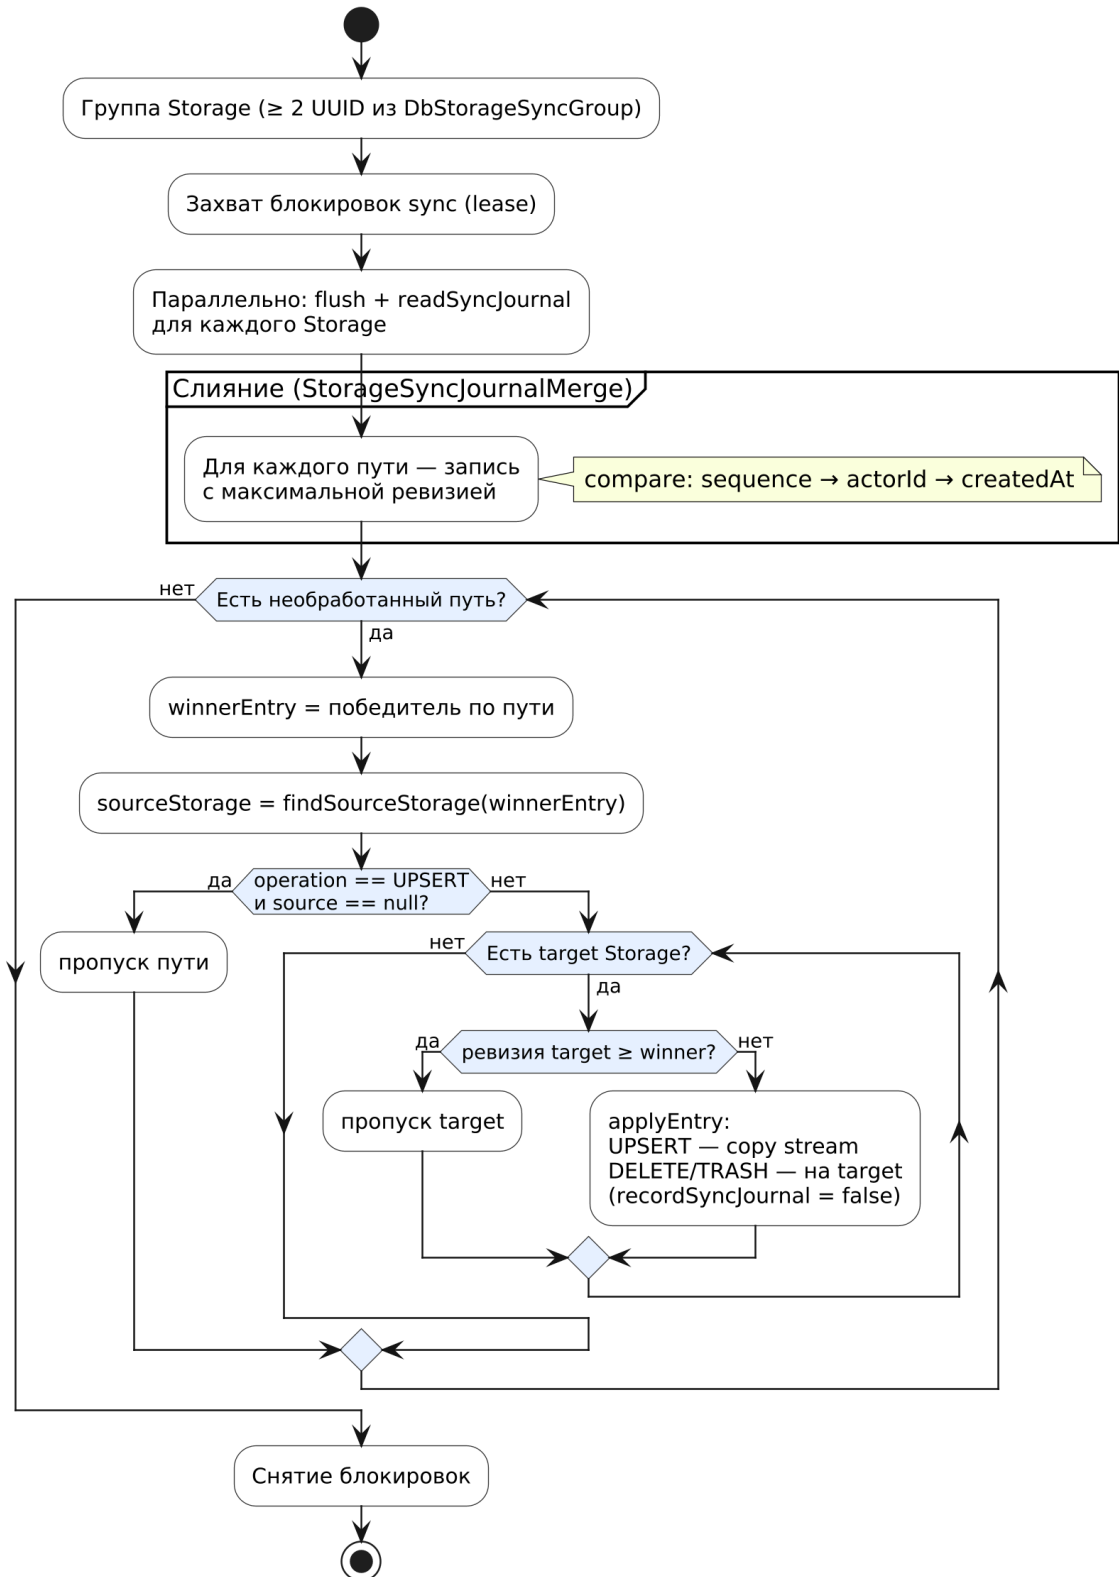 Группа Storage (≥ 2 UUID из DbStorageSyncGroup)
Захват блокировок sync (lease)
Параллельно: flush + readSyncJournal
для каждого Storage
Слияние (StorageSyncJournalMerge)
Для каждого пути — запись
с максимальной ревизией
compare: sequence → actorId → createdAt
нет
Есть необработанный путь?
да
winnerEntry = победитель по пути
sourceStorage = findSourceStorage(winnerEntry)
да
operation == UPSERT
и source == null?
нет
пропуск пути
нет
Есть target Storage?
да
да
ревизия target ≥ winner?
нет
пропуск target
applyEntry:
UPSERT — copy stream
DELETE/TRASH — на target
(recordSyncJournal = false)
Снятие блокировок